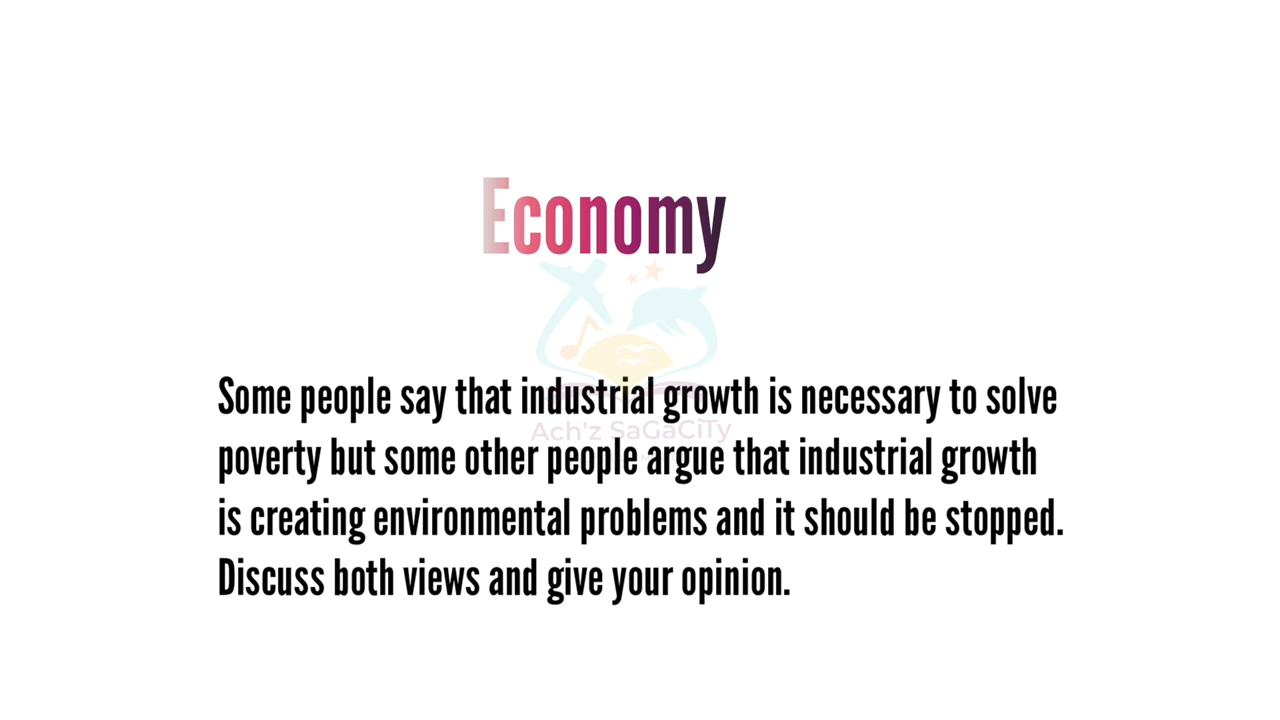 Economy
Ach'z SaGaCiTy
Some people say that industrial growth is necessary to solve
poverty but some other people argue that industrial growth
is creating environmental problems and it should be stopped.
Discuss both views and give your opinion.